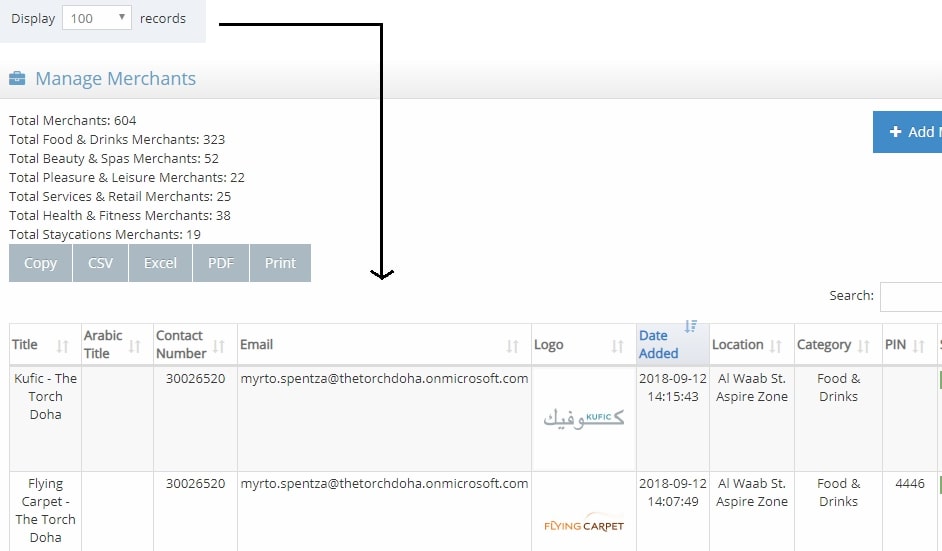 Display 100 records
Manage Merchants
Total Merchants: 604
Total Food & Drinks Merchants: 323
Total Beauty & Spas Merchants: 52
Total Pleasure & Leisure Merchants: 22
Total Services & Retail Merchants: 25
Total Health & Fitness Merchants: 38
Total Staycations Merchants: 19
Add
Copy CSV Excel PDF Print
Search:
Title Arabic Title Contact Number Email Logo Date Added Location Category PIN
Kufic - The 30026520 myrto.spentza@thetorchdoha.onmicrosoft.com 2018-09-12 Al Waab St. Food &
Torch 14:15:43 Aspire Zone Drinks
Doha
كوفيك KUFIC
Flying 30026520 myrto.spentza@thetorchdoha.onmicrosoft.com 2018-09-12 Al Waab St. Food & 4446
Carpet - 14:07:49 Aspire Zone Drinks
The Torch
Doha
FLYING CARPET